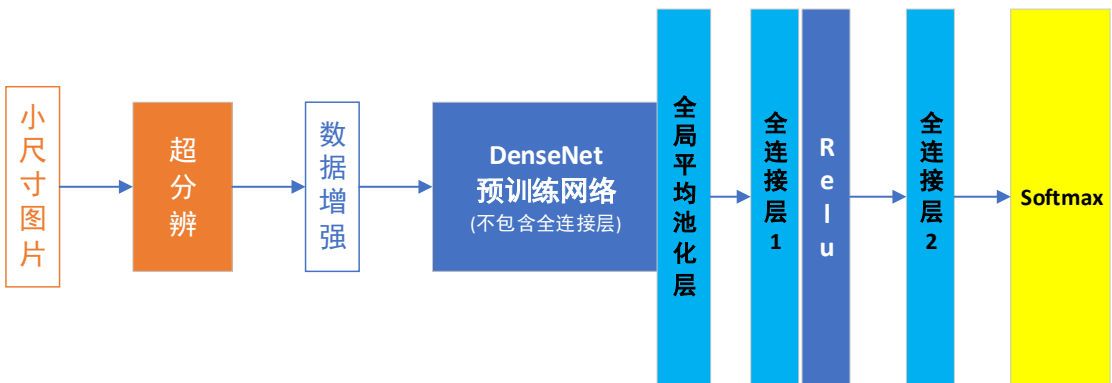 小尺寸图片
超分辨
数据增强
DenseNet
预训练网络
(不包含全连接层)
全局平均池化层
全连接层1
Relu
全连接层2
Softmax